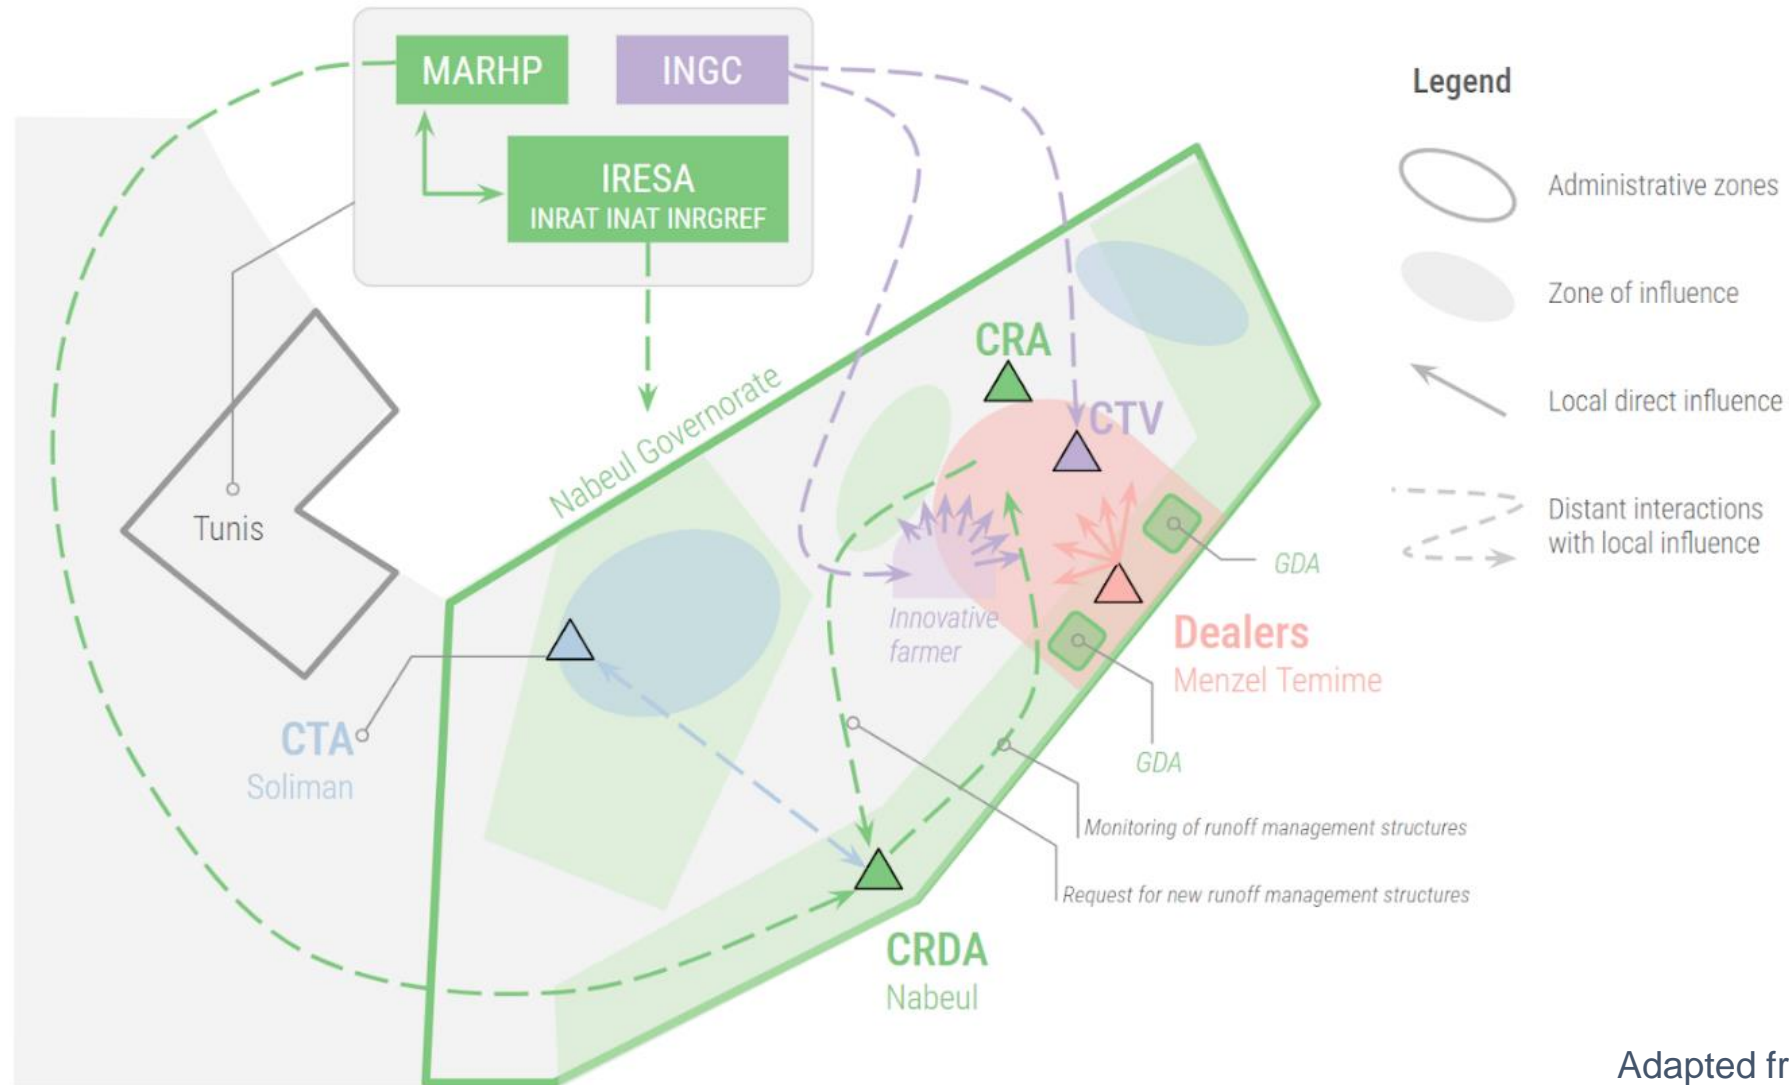 MARHP
INGC
IRESA
INRAT INAT INRGREF
Legend
Administrative zones
Zone of influence
Local direct influence
Distant interactions
with local influence
Nabeul Governorate
Tunis
CRA
CTV
GDA
Innovative
farmer
Dealers
Menzel Temime
GDA
CTA
Soliman
Monitoring of runoff management structures
Request for new runoff management structures
CRDA
Nabeul
Adapted fr